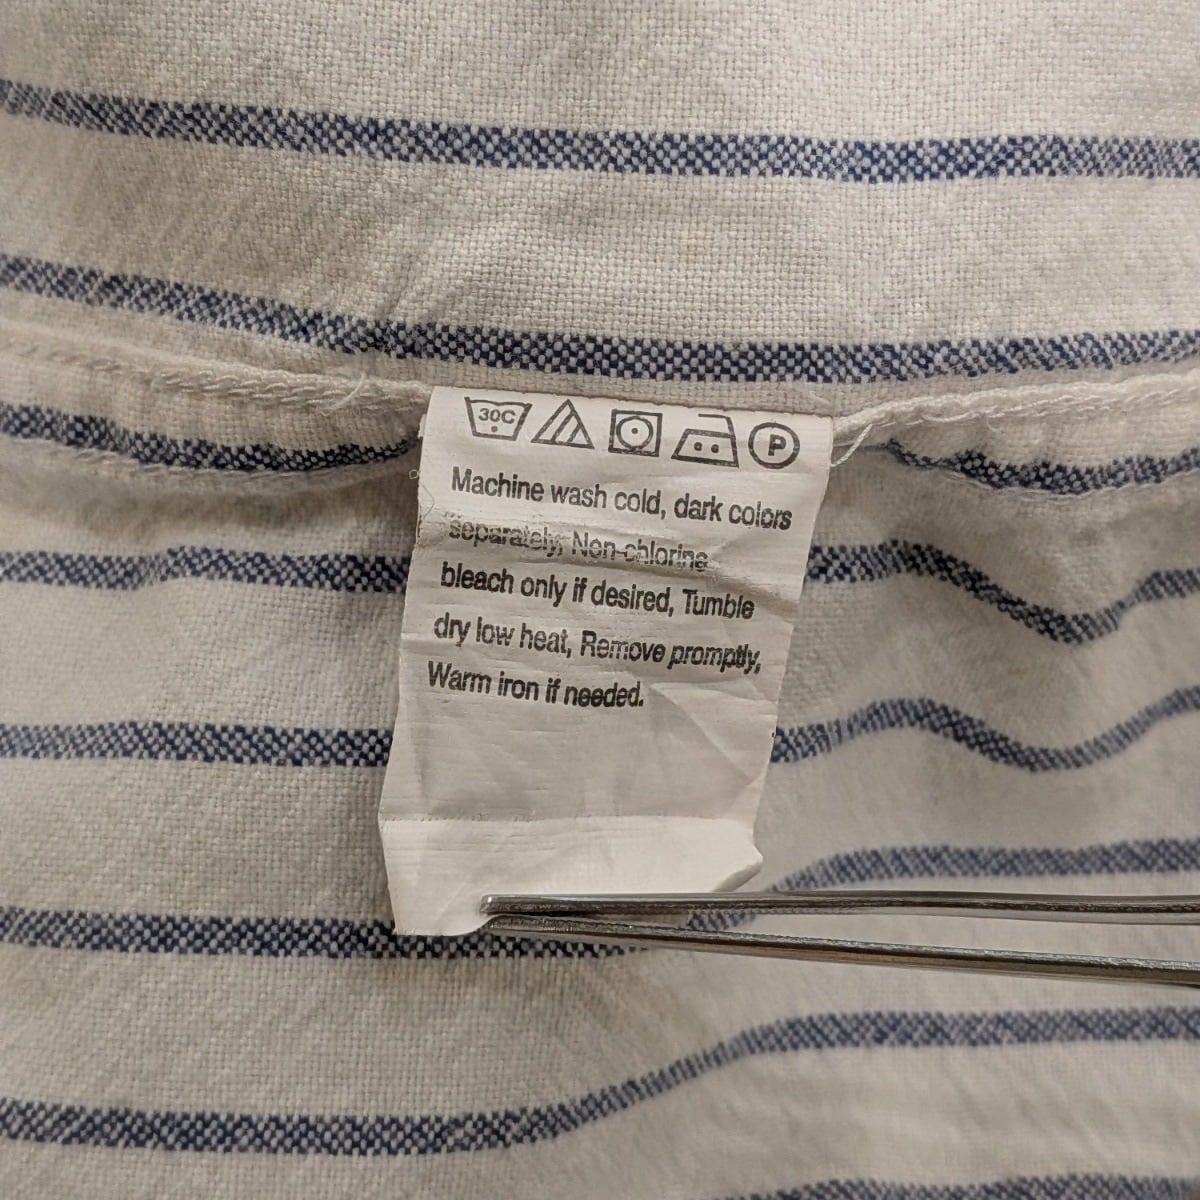 30C P
Machine wash cold, dark colors
separately, Non-chlorine
bleach only if desired, Tumble
dry low heat, Remove promptly,
Warm iron if needed.